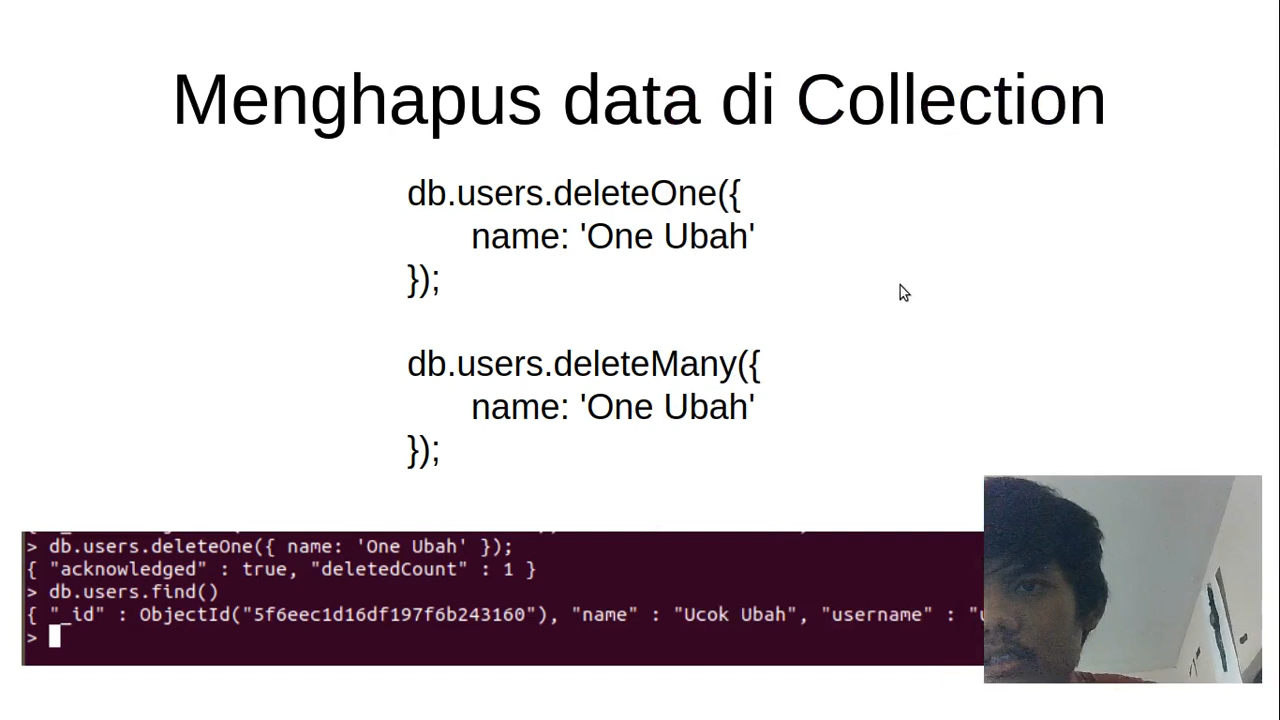 Menghapus data di Collection
db.users.deleteOne({
name: 'One Ubah'
});
db.users.deleteMany({
name: 'One Ubah'
});
> db.users.deleteOne({ name: 'One Ubah' });
{ "acknowledged" : true, "deletedCount" : 1 }
> db.users.find()
{ "_id" : ObjectId("5f6eec1d16df197f6b243160"), "name" : "Ucok Ubah", "username" :
>